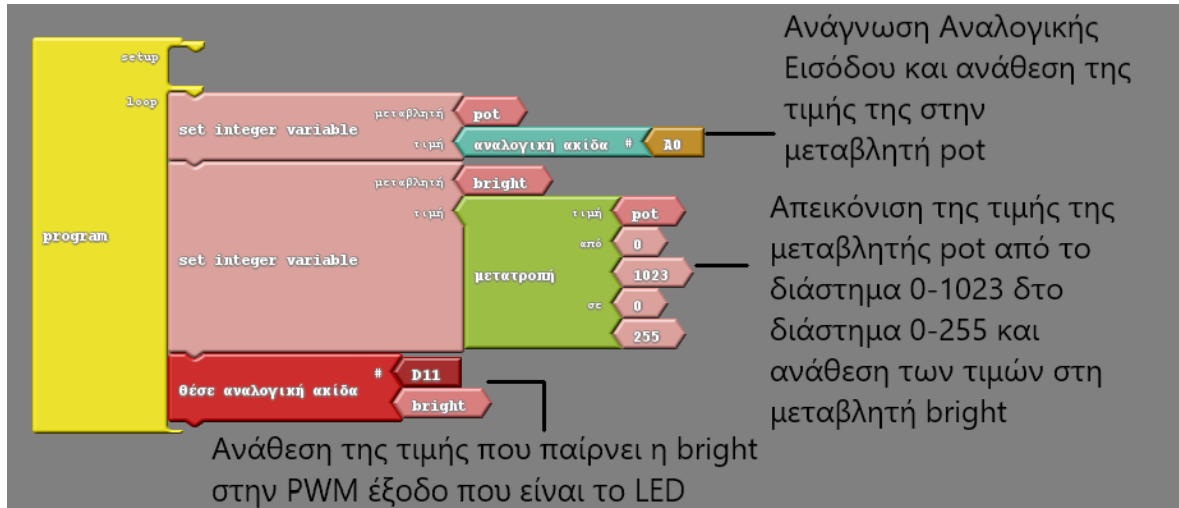 setup
loop
program
set integer variable
μεταβλητή
pot
τιμή
αναλογική ακίδα # A0
set integer variable
μεταβλητή
bright
τιμή
μετατροπή
τιμή
pot
από
0
1023
σε
0
255
θέσε αναλογική ακίδα
# D11
bright
Ανάγνωση Αναλογικής
Εισόδου και ανάθεση της
τιμής της στην
μεταβλητή pot
Απεικόνιση της τιμής της
μεταβλητής pot από το
διάστημα 0-1023 δτο
διάστημα 0-255 και
ανάθεση των τιμών στη
μεταβλητή bright
Ανάθεση της τιμής που παίρνει η bright
στην PWM έξοδο που είναι το LED